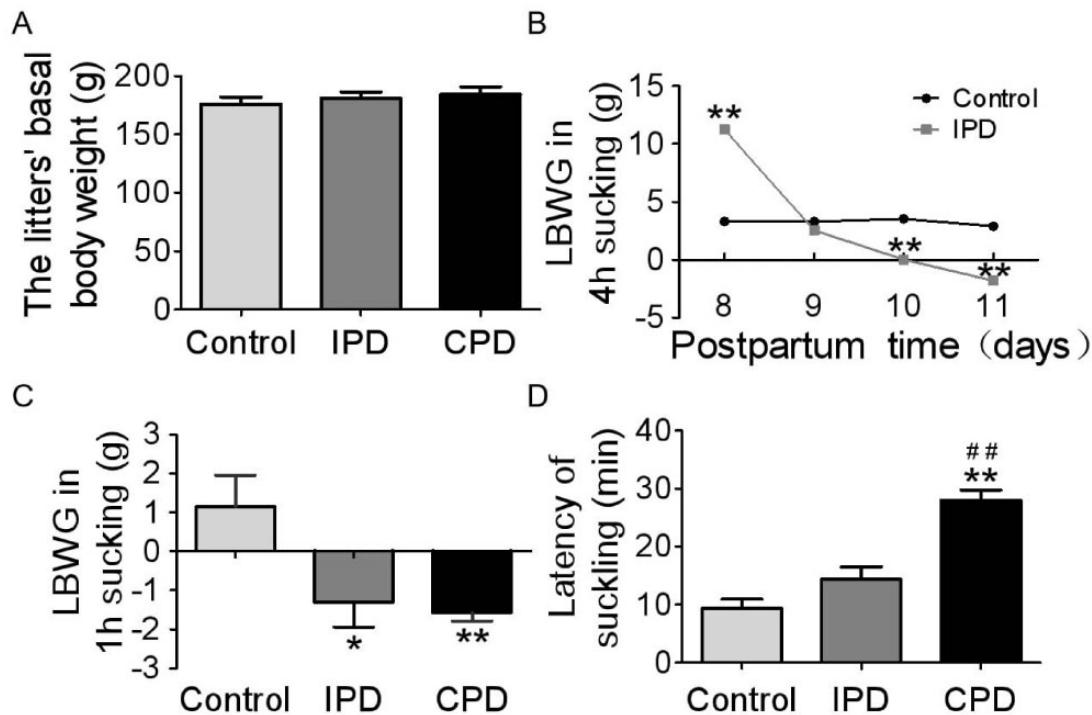 A
The litters' basal
body weight (g)
200
150
100
50
0
Control IPD CPD
B
LBWG in
4h sucking (g)
15
10
5
0
-5
**
**
**
Control
IPD
8 9 10 11
Postpartum time (days)
C
LBWG in
1h sucking (g)
3
2
1
0
-1
-2
-3
*
**
Control IPD CPD
D
Latency of
suckling (min)
40
30
20
10
0
##
**
Control IPD CPD